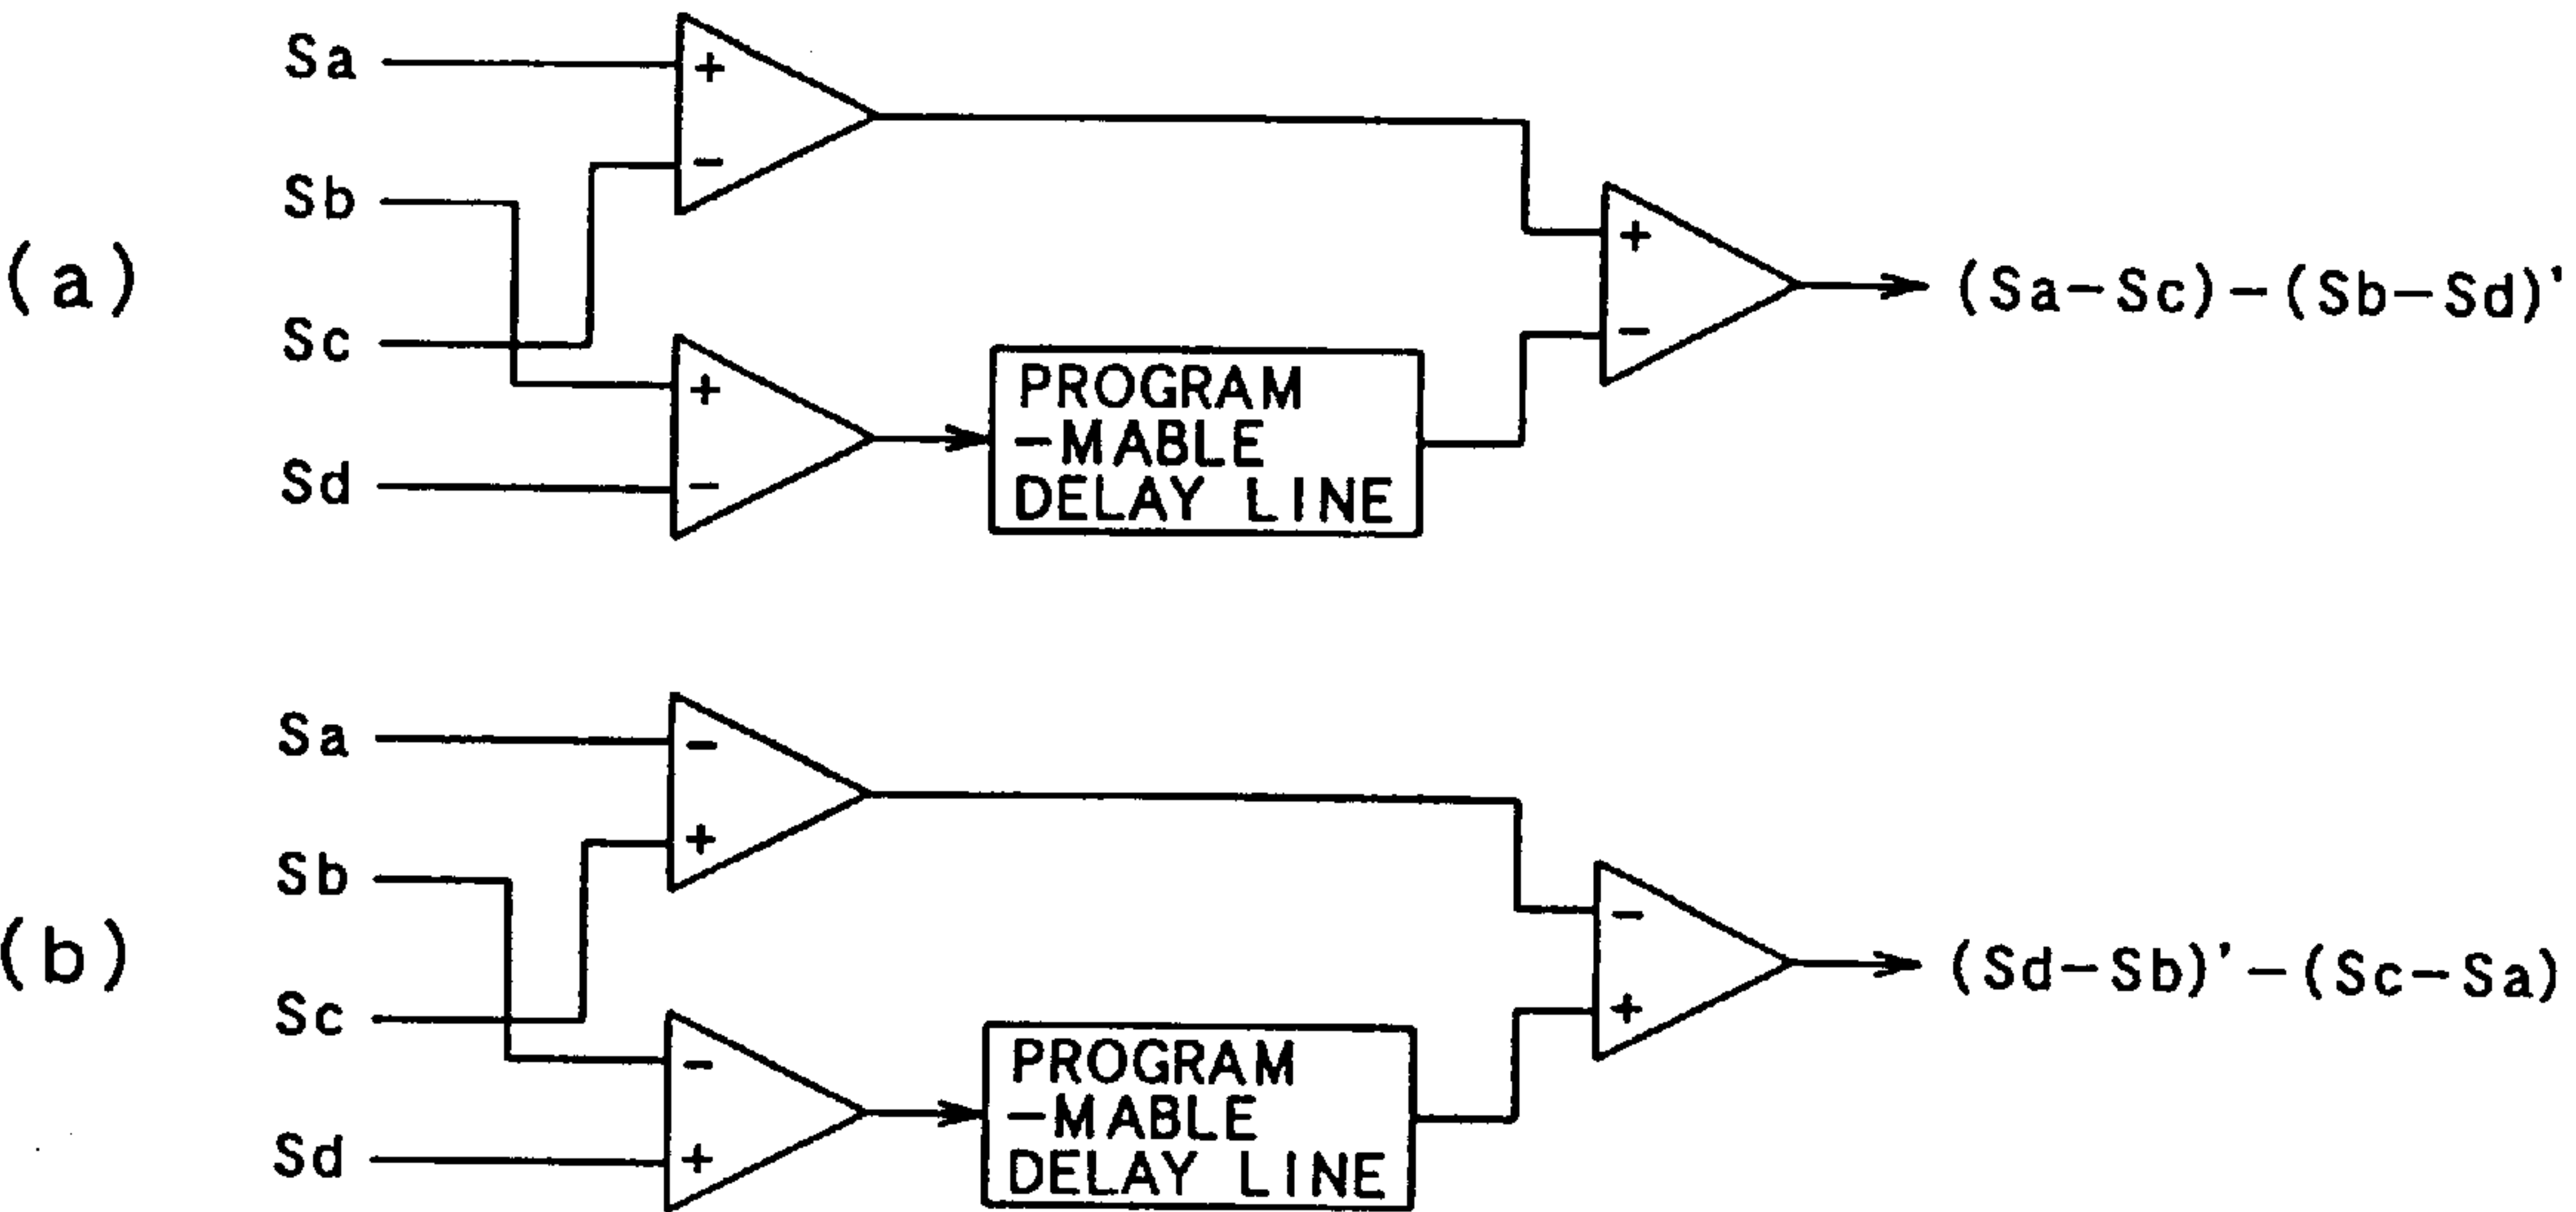 (a)
Sa
Sb
Sc
Sd
+
−
+
−
PROGRAM
-MABLE
DELAY LINE
+
−
(Sa-Sc)-(Sb-Sd)'
(b)
Sa
Sb
Sc
Sd
−
+
−
+
PROGRAM
-MABLE
DELAY LINE
−
+
(Sd-Sb)'-(Sc-Sa)